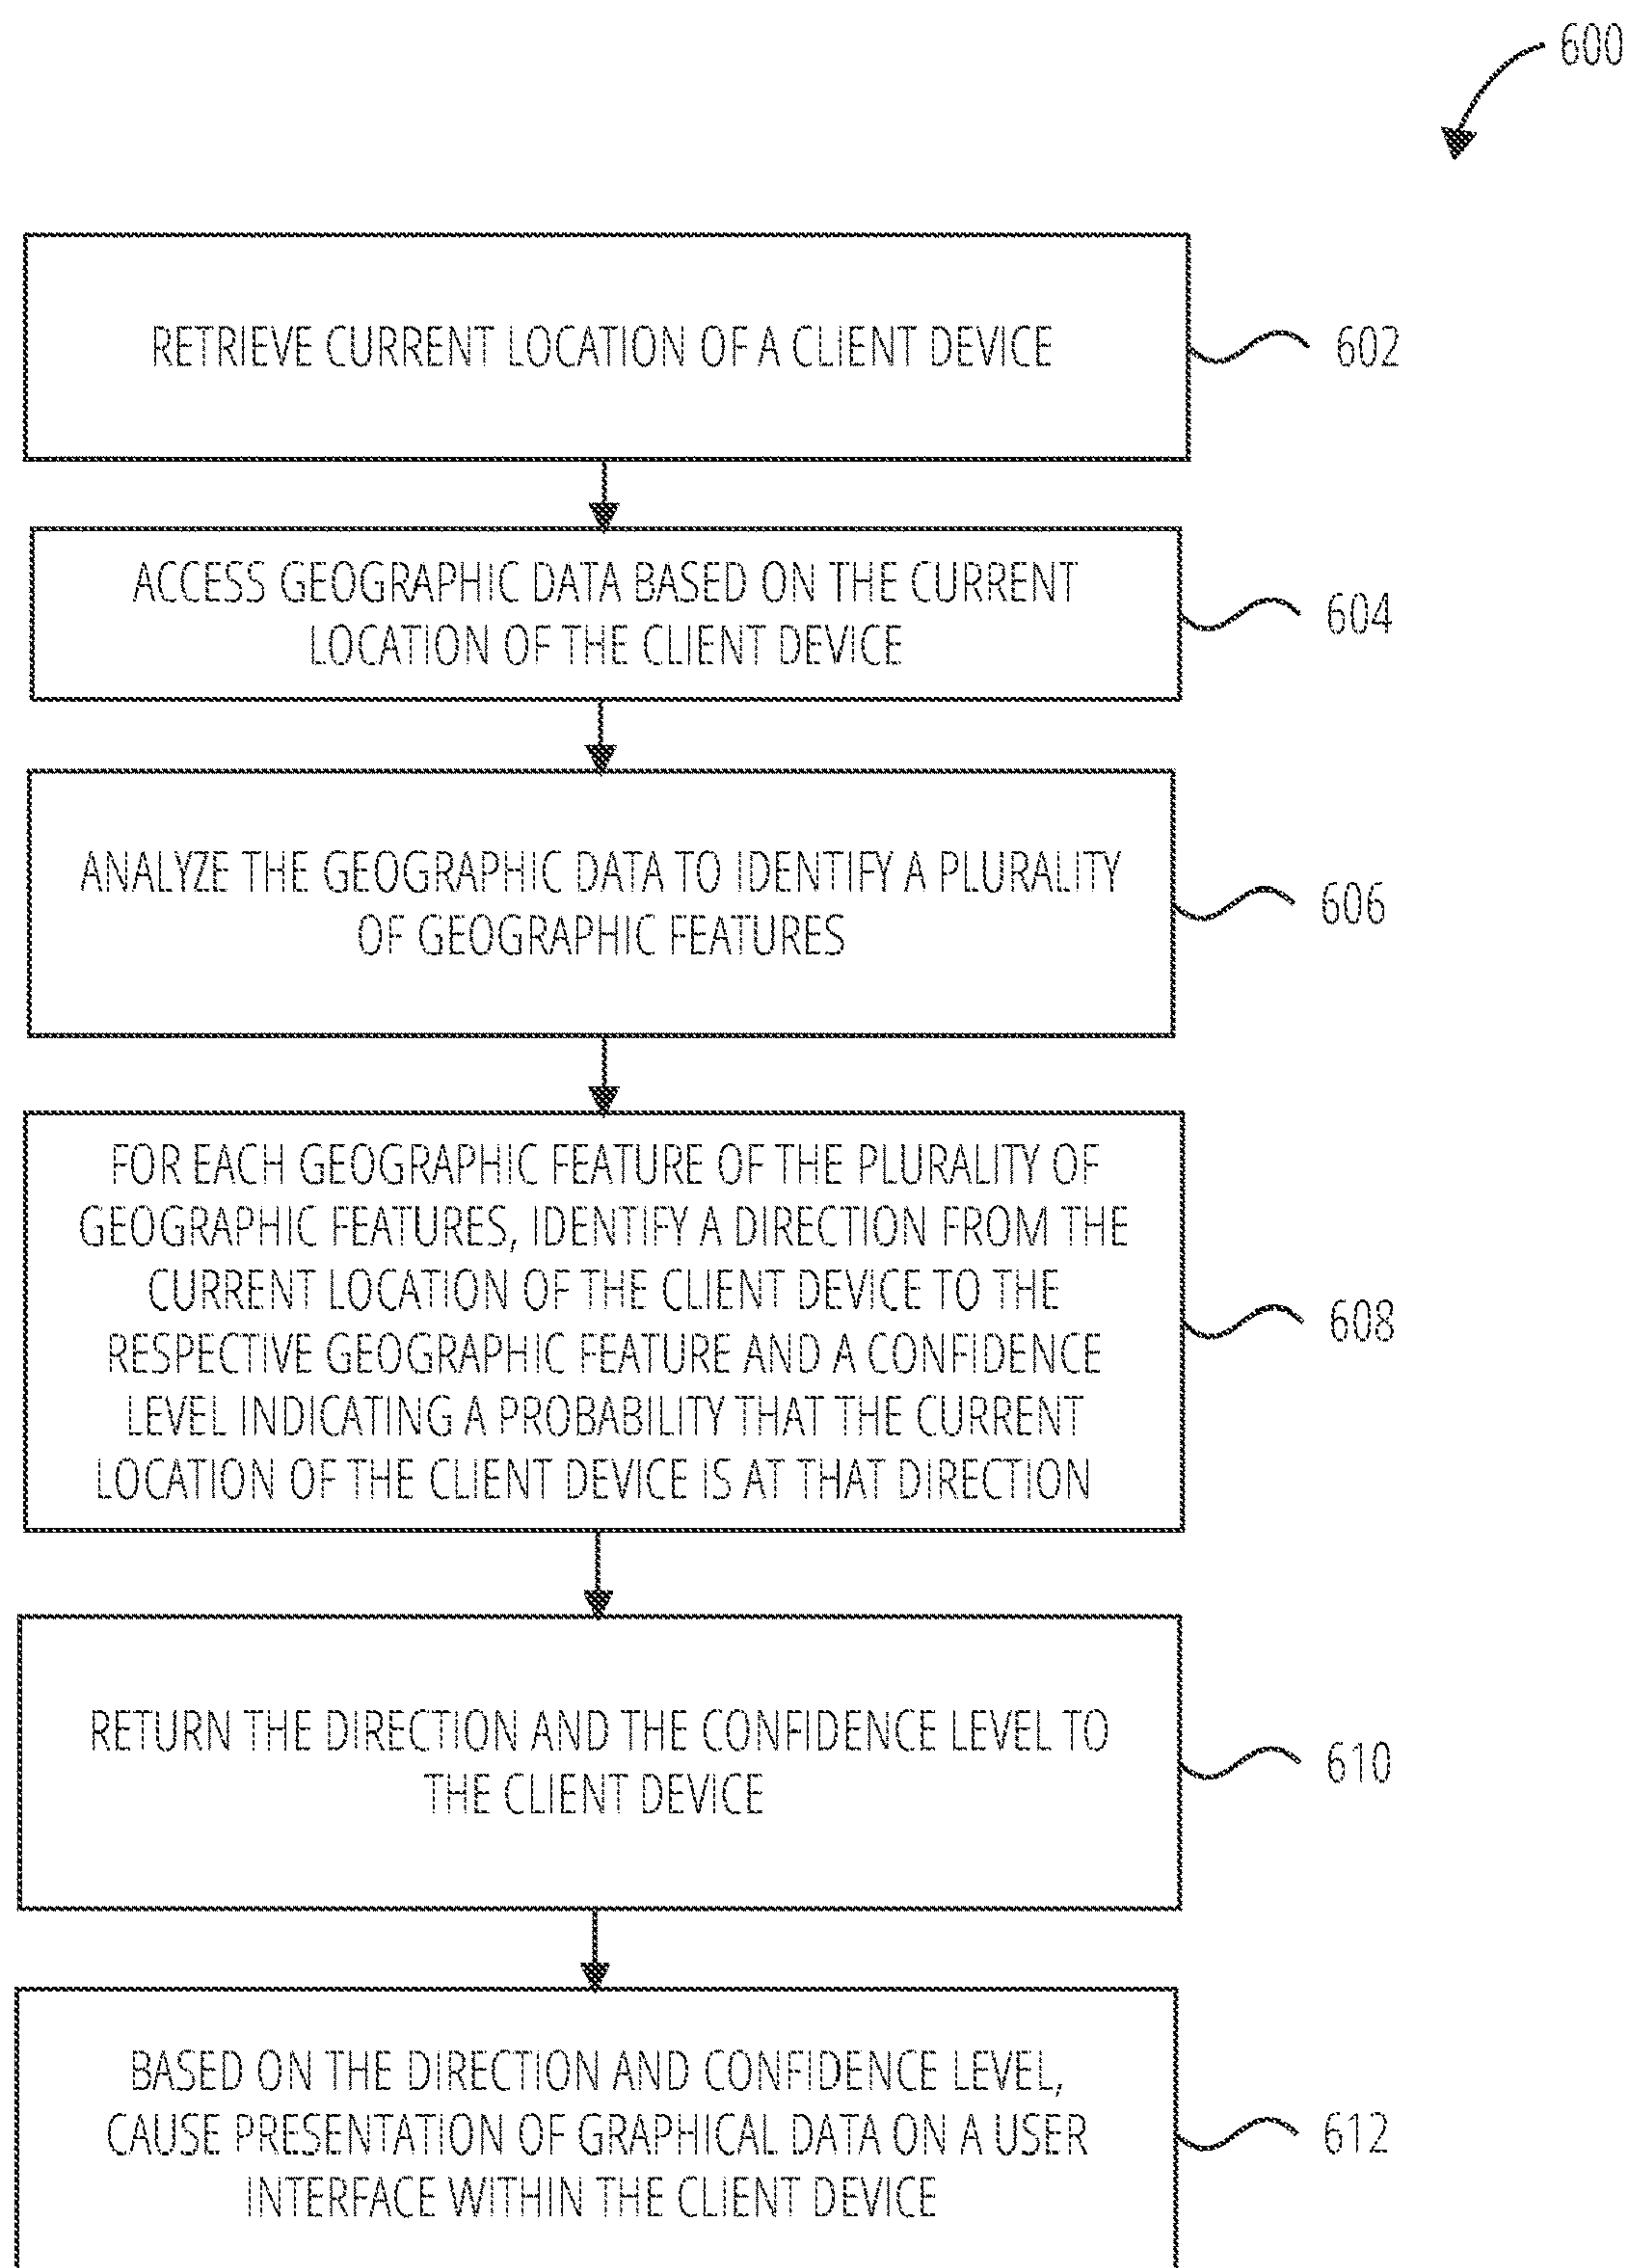 600
RETRIEVE CURRENT LOCATION OF A CLIENT DEVICE
602
ACCESS GEOGRAPHIC DATA BASED ON THE CURRENT
LOCATION OF THE CLIENT DEVICE
604
ANALYZE THE GEOGRAPHIC DATA TO IDENTIFY A PLURALITY
OF GEOGRAPHIC FEATURES
606
FOR EACH GEOGRAPHIC FEATURE OF THE PLURALITY OF
GEOGRAPHIC FEATURES, IDENTIFY A DIRECTION FROM THE
CURRENT LOCATION OF THE CLIENT DEVICE TO THE
RESPECTIVE GEOGRAPHIC FEATURE AND A CONFIDENCE
LEVEL INDICATING A PROBABILITY THAT THE CURRENT
LOCATION OF THE CLIENT DEVICE IS AT THAT DIRECTION
608
RETURN THE DIRECTION AND THE CONFIDENCE LEVEL TO
THE CLIENT DEVICE
610
BASED ON THE DIRECTION AND CONFIDENCE LEVEL,
CAUSE PRESENTATION OF GRAPHICAL DATA ON A USER
INTERFACE WITHIN THE CLIENT DEVICE
612